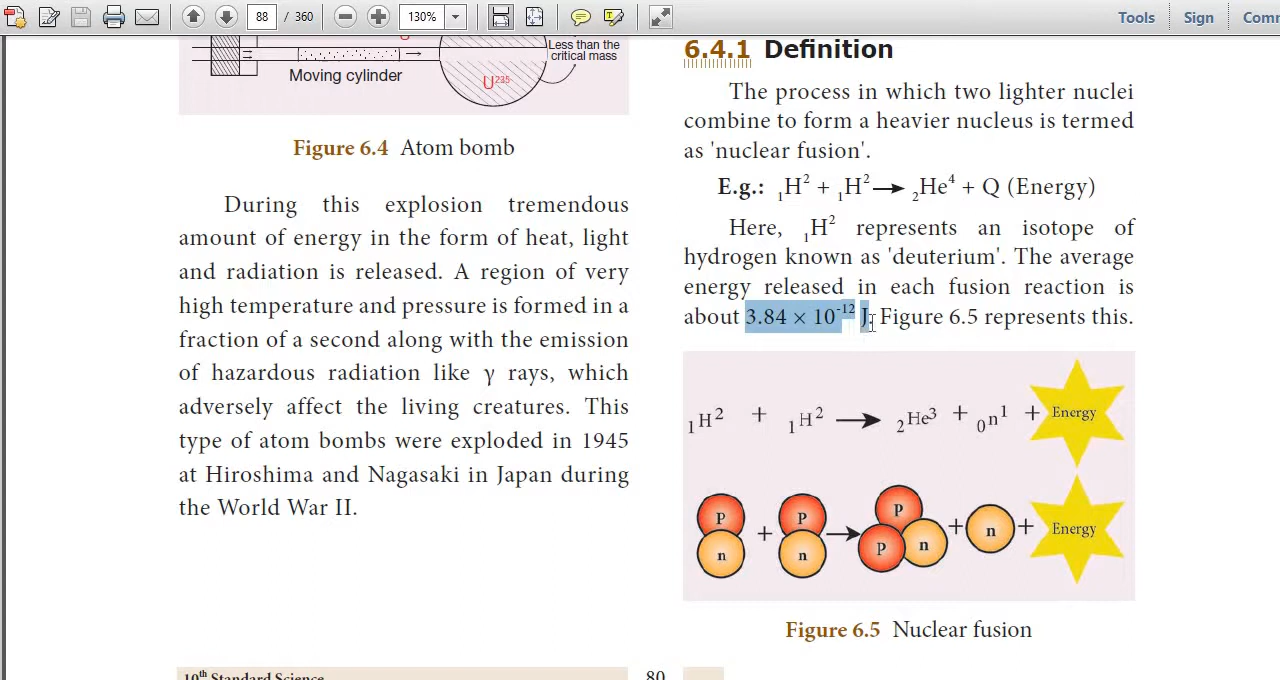 88 / 360
130%
Tools
Sign
Less than the
critical mass
Moving cylinder
U²³⁵
Figure 6.4 Atom bomb
During this explosion tremendous
amount of energy in the form of heat, light
and radiation is released. A region of very
high temperature and pressure is formed in a
fraction of a second along with the emission
of hazardous radiation like γ rays, which
adversely affect the living creatures. This
type of atom bombs were exploded in 1945
at Hiroshima and Nagasaki in Japan during
the World War II.
10ᵗʰ Standard Science
6.4.1 Definition
The process in which two lighter nuclei
combine to form a heavier nucleus is termed
as 'nuclear fusion'.
E.g.: ₁H² + ₁H² → ₂He⁴ + Q (Energy)
Here, ₁H² represents an isotope of
hydrogen known as 'deuterium'. The average
energy released in each fusion reaction is
about 3.84 × 10⁻¹² J. Figure 6.5 represents this.
₁H² + ₁H² → ₂He³ + ₀n¹ + Energy
P + P → P + n + Energy
n n P n
Figure 6.5 Nuclear fusion
80